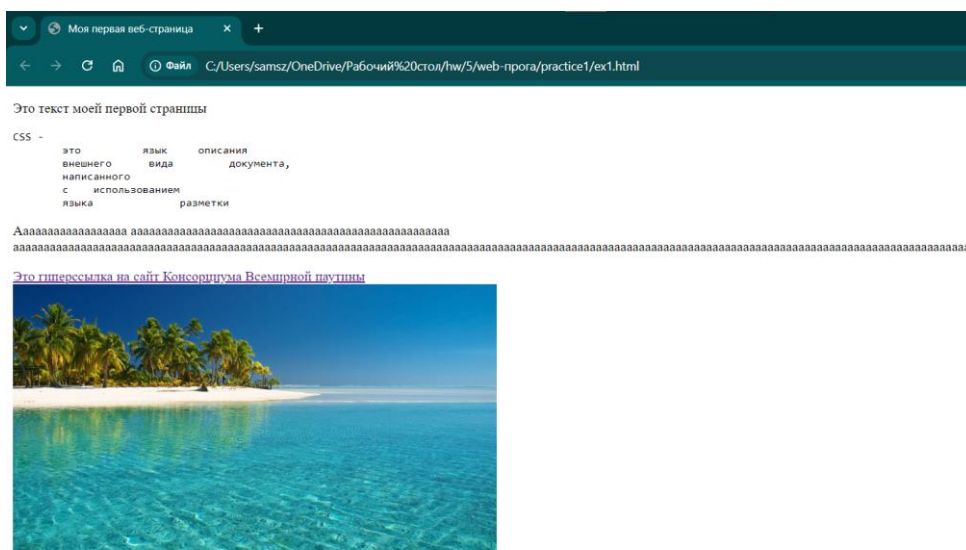 Моя первая веб-страница
Файл C:/Users/samsz/OneDrive/Рабочий%20стол/hw/5/web-прога/practice1/ex1.html
Это текст моей первой страницы
CSS -
это язык описания
внешнего вида документа,
написанного
с использованием
языка разметки
Это гиперссылка на сайт Консорциума Всемирной паутины